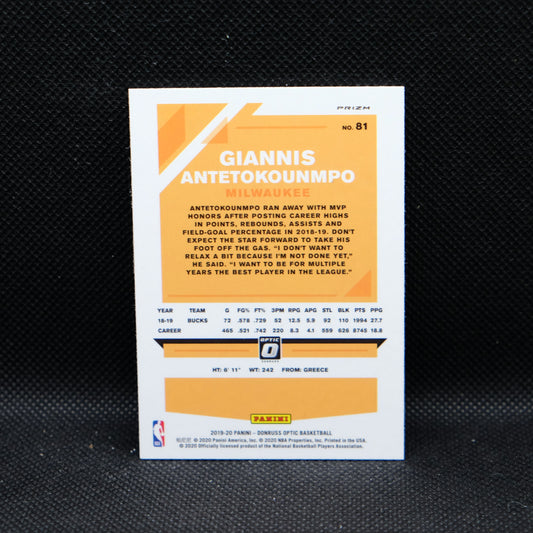 PRIZM
NO. 81
GIANNIS
ANTETOKOUNMPO
MILWAUKEE
ANTETOKOUNMPO RAN AWAY WITH MVP
HONORS AFTER POSTING CAREER HIGHS
IN POINTS, REBOUNDS, ASSISTS AND
FIELD-GOAL PERCENTAGE IN 2018-19. DON'T
EXPECT THE STAR FORWARD TO TAKE HIS
FOOT OFF THE GAS. "I DON'T WANT TO
RELAX A BIT BECAUSE I'M NOT DONE YET,"
HE SAID. "I WANT TO BE FOR MULTIPLE
YEARS THE BEST PLAYER IN THE LEAGUE."
YEAR TEAM G FG% FT% 3PM RPG APG STL BLK PTS PPG
18-19 BUCKS 72 .578 .729 52 12.5 5.9 92 110 1994 27.7
CAREER 465 .521 .742 220 8.3 4.1 559 626 8745 18.8
OPTIC
DONRUSS
HT: 6' 11" WT: 242 FROM: GREECE
PANINI
2019-20 PANINI - DONRUSS OPTIC BASKETBALL
© 2020 Panini America, Inc. © 2020 NBA Properties, Inc. Printed in the USA.
© 2020 Officially licensed product of the National Basketball Players Association.